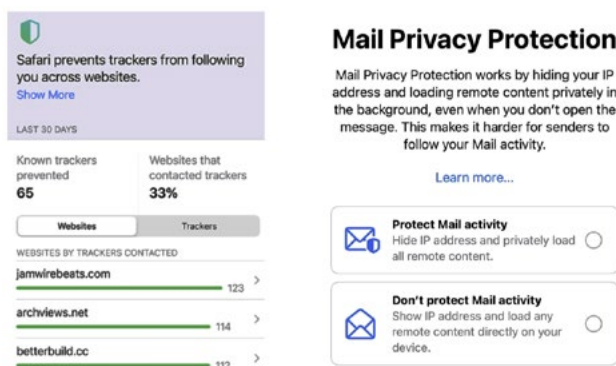 Safari prevents trackers from following
you across websites.
Show More
LAST 30 DAYS
Known trackers
prevented
65
Websites that
contacted trackers
33%
Websites
Trackers
WEBSITES BY TRACKERS CONTACTED
jamwirebeats.com
123
archviews.net
114
betterbuild.cc
112
Mail Privacy Protection
Mail Privacy Protection works by hiding your IP
address and loading remote content privately in
the background, even when you don't open the
message. This makes it harder for senders to
follow your Mail activity.
Learn more...
Protect Mail activity
Hide IP address and privately load
all remote content.
Don't protect Mail activity
Show IP address and load any
remote content directly on your
device.